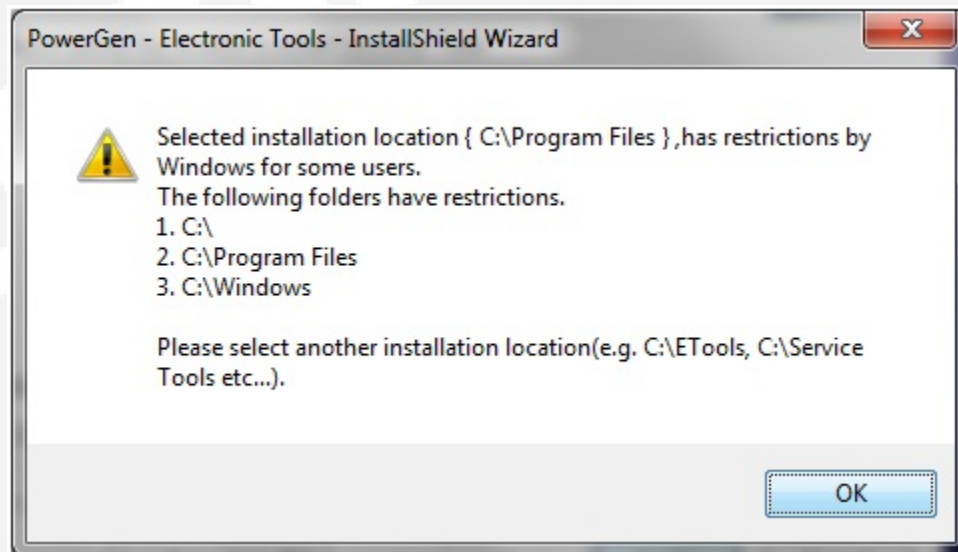 PowerGen - Electronic Tools - InstallShield Wizard
Selected installation location { C:\Program Files } ,has restrictions by
Windows for some users.
The following folders have restrictions.
1. C:\
2. C:\Program Files
3. C:\Windows
Please select another installation location(e.g. C:\ETools, C:\Service
Tools etc...).
OK